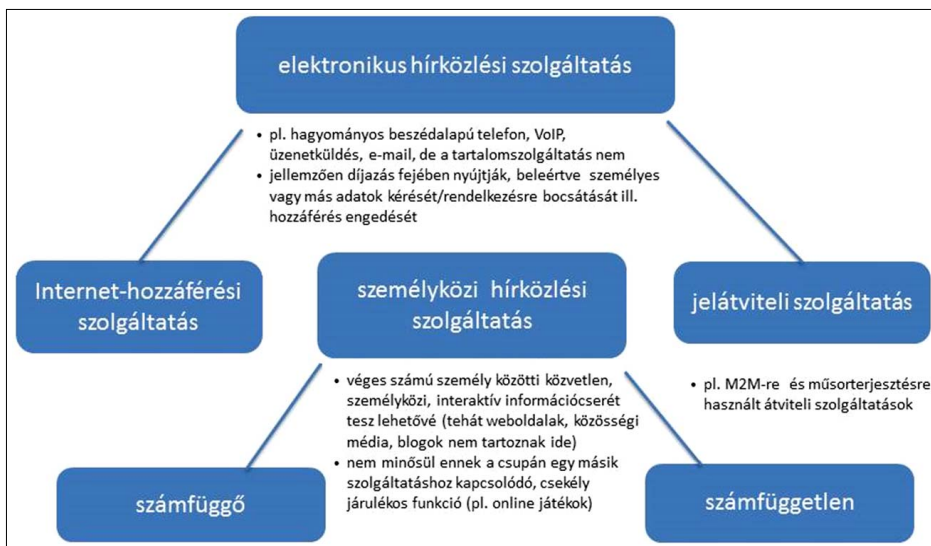 elektronikus hírközlési szolgáltatás
• pl. hagyományos beszédalapú telefon, VoIP,
üzenetküldés, e-mail, de a tartalomszolgáltatás nem
• jellemzően díjazás fejében nyújtják, beleértve személyes
vagy más adatok kérését/rendelkezésre bocsátását ill.
hozzáférés engedését
Internet-hozzáférési
szolgáltatás
személyközi hírközlési
szolgáltatás
jelátviteli szolgáltatás
• véges számú személy közötti közvetlen,
személyközi, interaktív információcserét
tesz lehetővé (tehát weboldalak, közösségi
média, blogok nem tartoznak ide)
• nem minősül ennek a csupán egy másik
szolgáltatáshoz kapcsolódó, csekély
járulékos funkció (pl. online játékok)
• pl. M2M-re és műsorterjesztésre
használt átviteli szolgáltatások
számfüggő
számfüggetlen